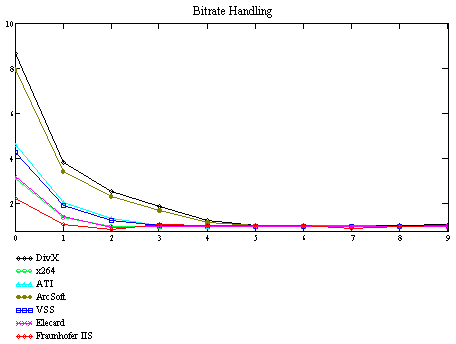 Bitrate Handling
10
8
6
4
2
0 1 2 3 4 5 6 7 8 9
DivX
x264
ATI
ArcSoft
VSS
Elecard
Fraunhofer IIS